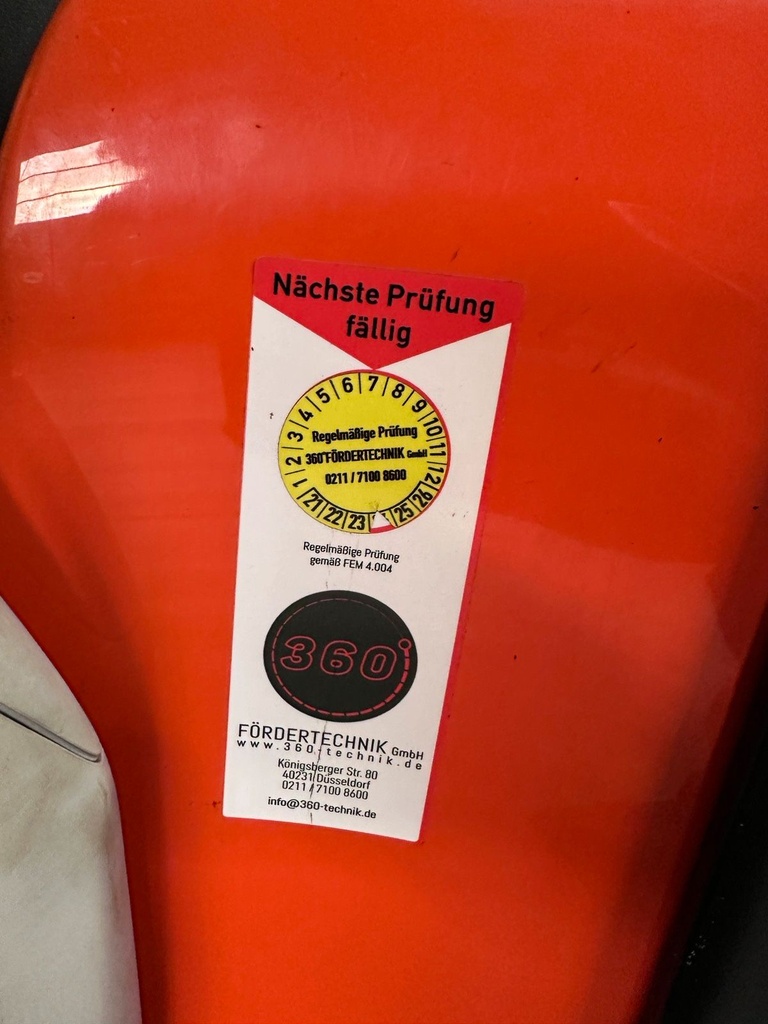 Nächste Prüfung
fällig
1 2 3 4 5 6 7 8 9 10 11 12
Regelmäßige Prüfung
360°FÖRDERTECHNIK GmbH
0211 / 7100 8600
21 22 23 25 26
Regelmäßige Prüfung
gemäß FEM 4.004
360°
FÖRDERTECHNIK GmbH
www.360-technik.de
Königsberger Str. 80
40231 Düsseldorf
0211 / 7100 8600
info@360-technik.de